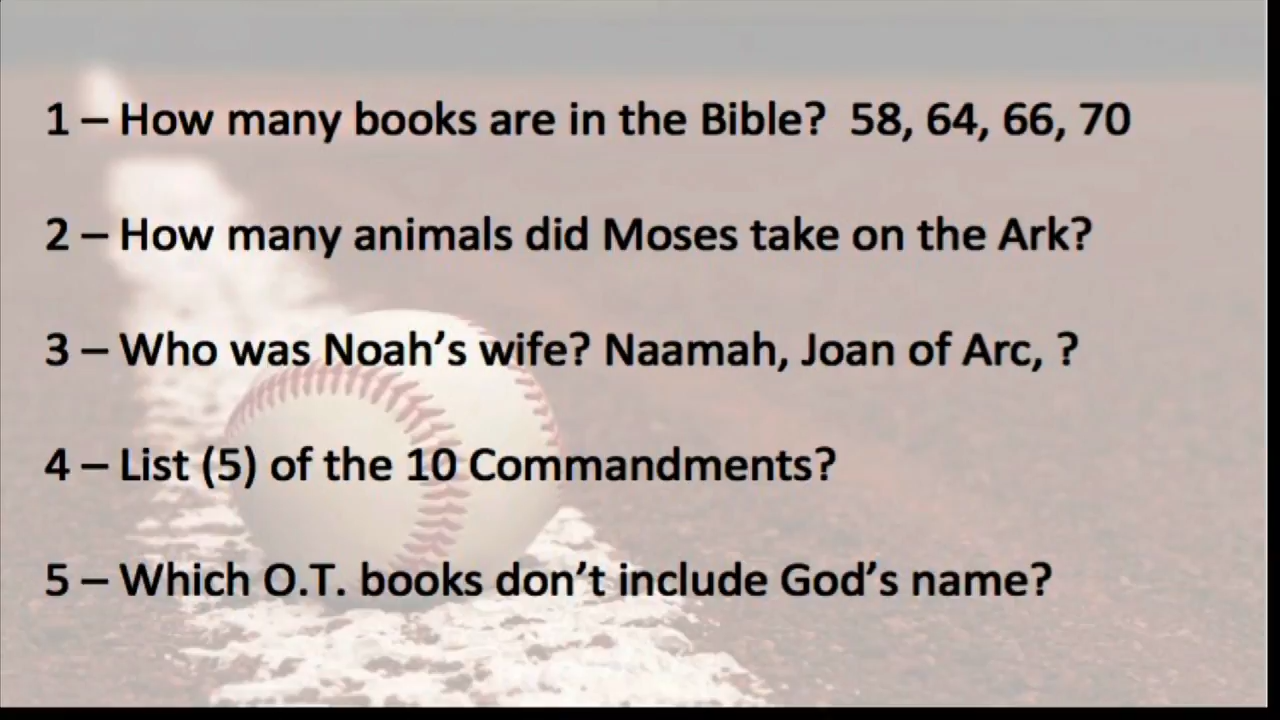 1 – How many books are in the Bible?  58, 64, 66, 70
2 – How many animals did Moses take on the Ark?
3 – Who was Noah’s wife? Naamah, Joan of Arc, ?
4 – List (5) of the 10 Commandments?
5 – Which O.T. books don’t include God’s name?